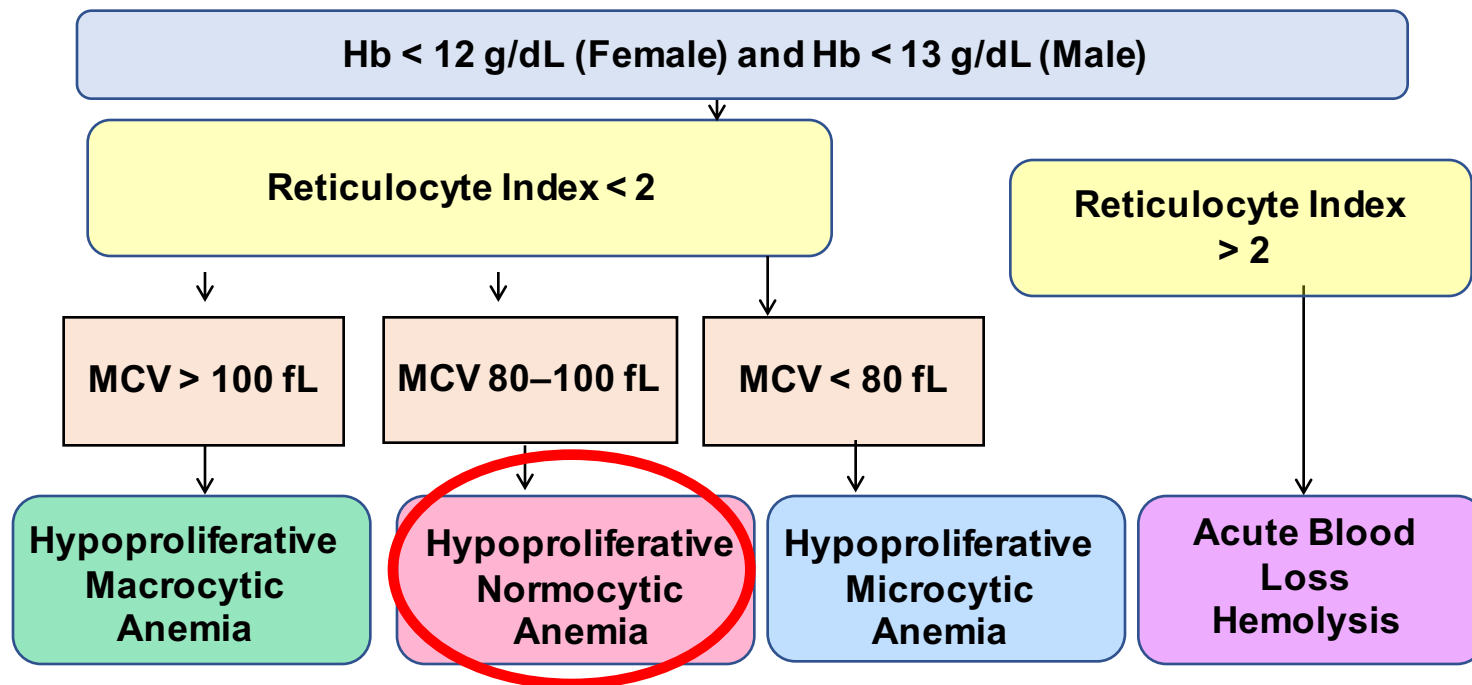 Hb < 12 g/dL (Female) and Hb < 13 g/dL (Male)
Reticulocyte Index < 2
Reticulocyte Index
> 2
MCV > 100 fL
MCV 80–100 fL
MCV < 80 fL
Hypoproliferative
Macrocytic
Anemia
Hypoproliferative
Normocytic
Anemia
Hypoproliferative
Microcytic
Anemia
Acute Blood
Loss
Hemolysis